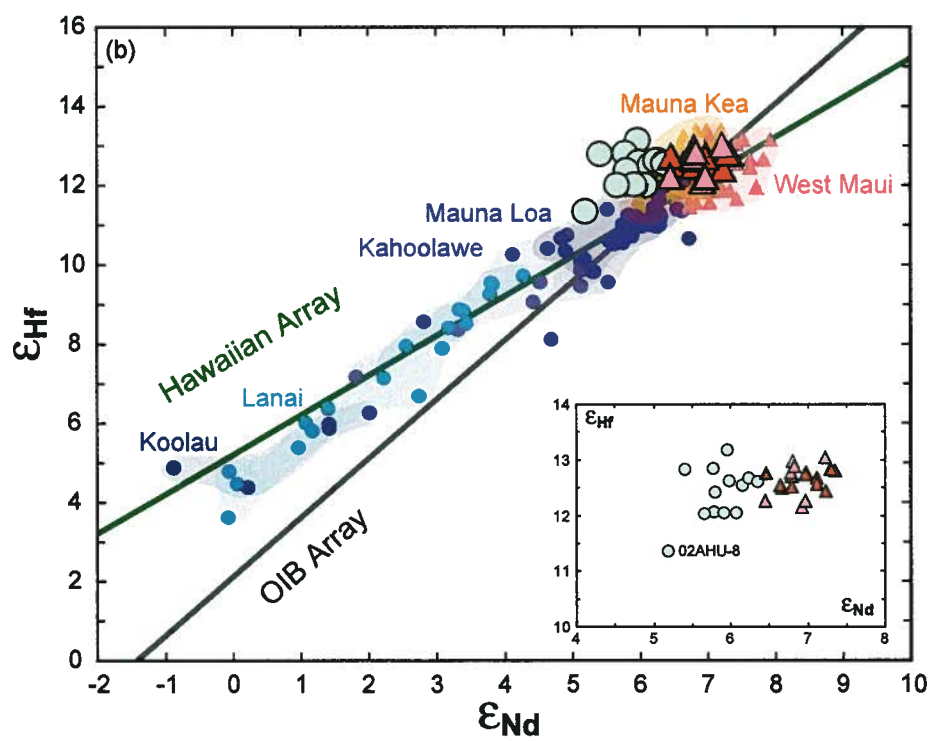 (b)
16
14
12
10
8
6
4
2
0
εHf
Mauna Kea
West Maui
Mauna Loa
Kahoolawe
Hawaiian Array
Lanai
Koolau
OIB Array
14
13
12
11
10
εHf
02AHU-8
εNd
4 5 6 7 8
-2 -1 0 1 2 3 4 5 6 7 8 9 10
εNd